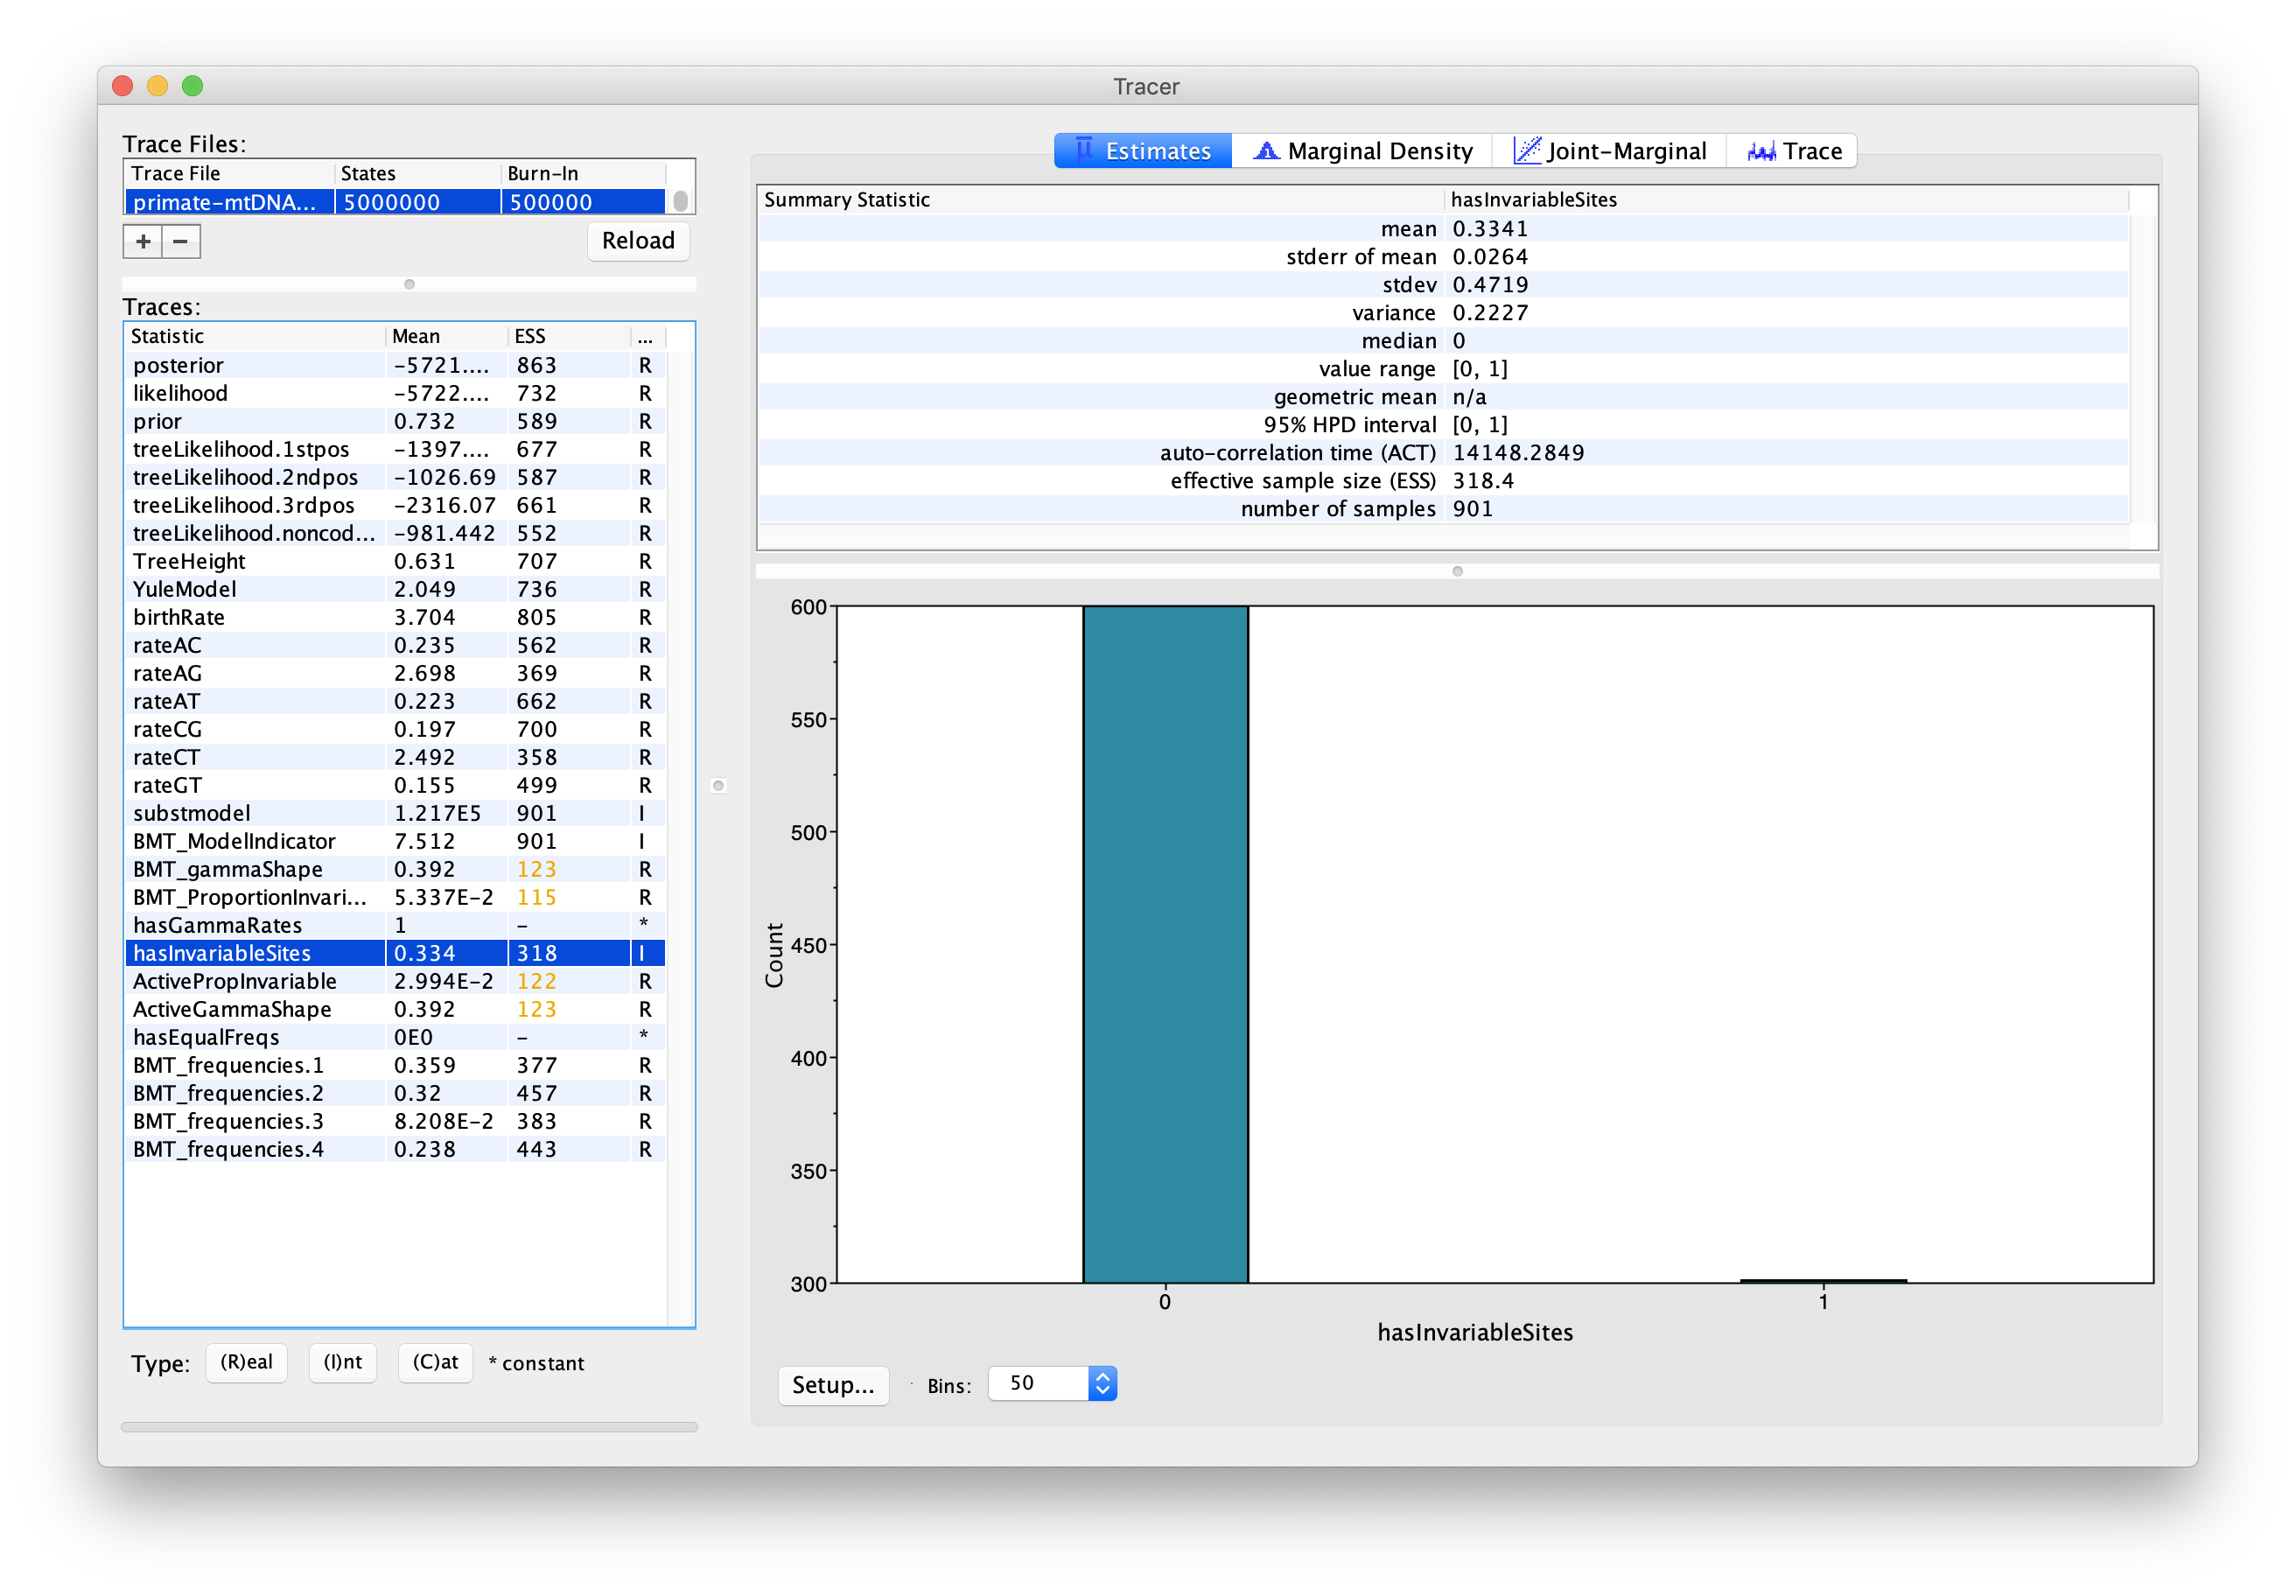 Tracer
Trace Files:
Trace File States Burn-In
primate-mtDNA... 5000000 500000
+ −
Reload
Traces:
Statistic Mean ESS ...
posterior −5721.... 863 R
likelihood −5722.... 732 R
prior 0.732 589 R
treeLikelihood.1stpos −1397.... 677 R
treeLikelihood.2ndpos −1026.69 587 R
treeLikelihood.3rdpos −2316.07 661 R
treeLikelihood.noncod... −981.442 552 R
TreeHeight 0.631 707 R
YuleModel 2.049 736 R
birthRate 3.704 805 R
rateAC 0.235 562 R
rateAG 2.698 369 R
rateAT 0.223 662 R
rateCG 0.197 700 R
rateCT 2.492 358 R
rateGT 0.155 499 R
substmodel 1.217E5 901 I
BMT_ModelIndicator 7.512 901 I
BMT_gammaShape 0.392 123 R
BMT_ProportionInvari... 5.337E-2 115 R
hasGammaRates 1 - *
hasInvariableSites 0.334 318 I
ActivePropInvariable 2.994E-2 122 R
ActiveGammaShape 0.392 123 R
hasEqualFreqs 0E0 - *
BMT_frequencies.1 0.359 377 R
BMT_frequencies.2 0.32 457 R
BMT_frequencies.3 8.208E-2 383 R
BMT_frequencies.4 0.238 443 R
Type: (R)eal (I)nt (C)at * constant
μ Estimates Marginal Density Joint-Marginal Trace
Summary Statistic hasInvariableSites
mean 0.3341
stderr of mean 0.0264
stdev 0.4719
variance 0.2227
median 0
value range [0, 1]
geometric mean n/a
95% HPD interval [0, 1]
auto-correlation time (ACT) 14148.2849
effective sample size (ESS) 318.4
number of samples 901
600
550
500
450
400
350
300
Count
0 1
hasInvariableSites
Setup... Bins: 50